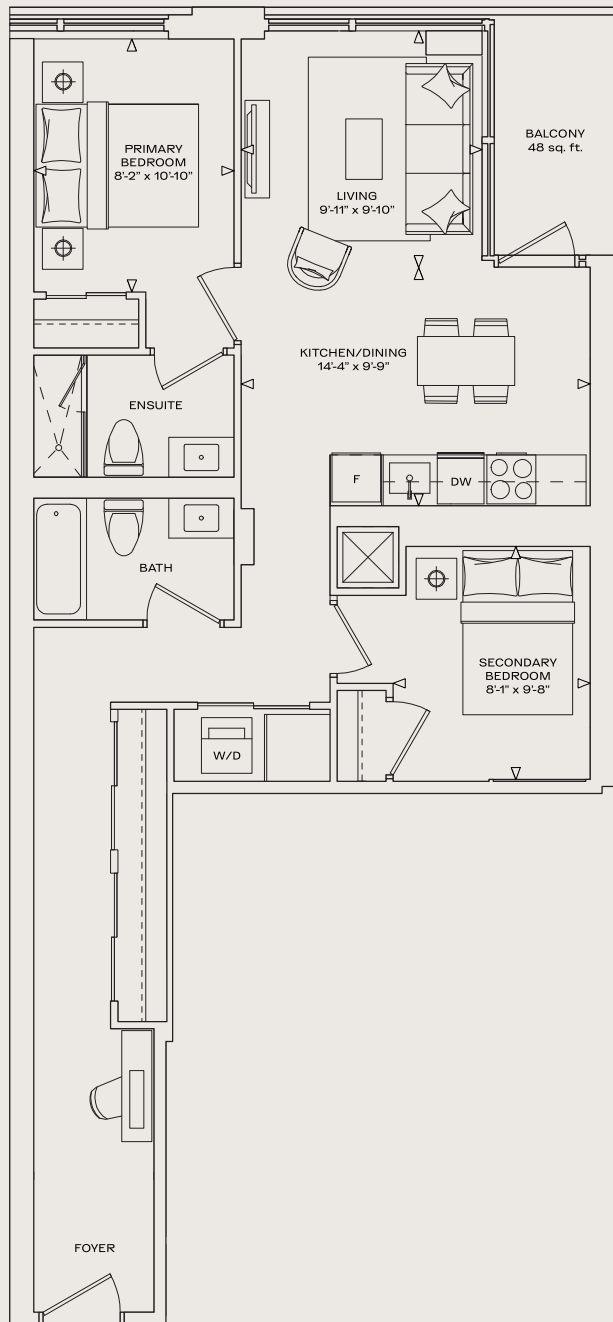 PRIMARY
BEDROOM
8'-2" x 10'-10"
BALCONY
48 sq. ft.
LIVING
9'-11" x 9'-10"
KITCHEN/DINING
14'-4" x 9'-9"
ENSUITE
F
DW
BATH
SECONDARY
BEDROOM
8'-1" x 9'-8"
W/D
FOYER